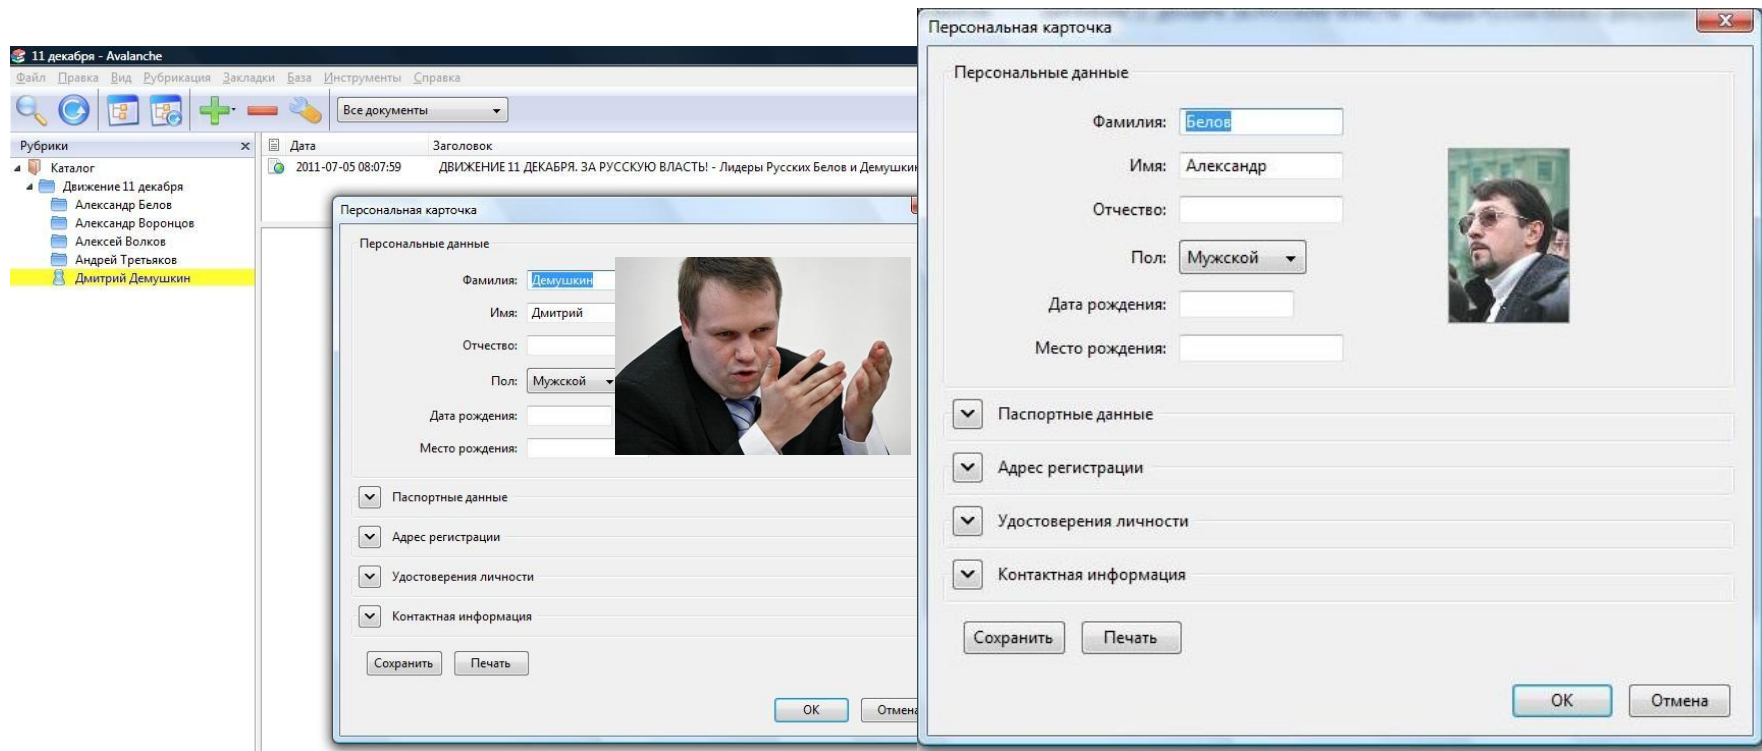 11 декабря - Avalanche
Файл Правка Вид Рубрикация Закладки База Инструменты Справка
Все документы
Рубрики
Каталог
Движение 11 декабря
Александр Белов
Александр Воронцов
Алексей Волков
Андрей Третьяков
Дмитрий Демушкин
Дата Заголовок
2011-07-05 08:07:59 ДВИЖЕНИЕ 11 ДЕКАБРЯ. ЗА РУССКУЮ ВЛАСТЬ! - Лидеры Русских Белов и Демушкин
Персональная карточка
Персональные данные
Фамилия: Демушкин
Имя: Дмитрий
Отчество:
Пол: Мужской
Дата рождения:
Место рождения:
Паспортные данные
Адрес регистрации
Удостоверения личности
Контактная информация
Сохранить Печать
ОК Отмена
Персональная карточка
Персональные данные
Фамилия: Белов
Имя: Александр
Отчество:
Пол: Мужской
Дата рождения:
Место рождения:
Паспортные данные
Адрес регистрации
Удостоверения личности
Контактная информация
Сохранить Печать
ОК Отмена